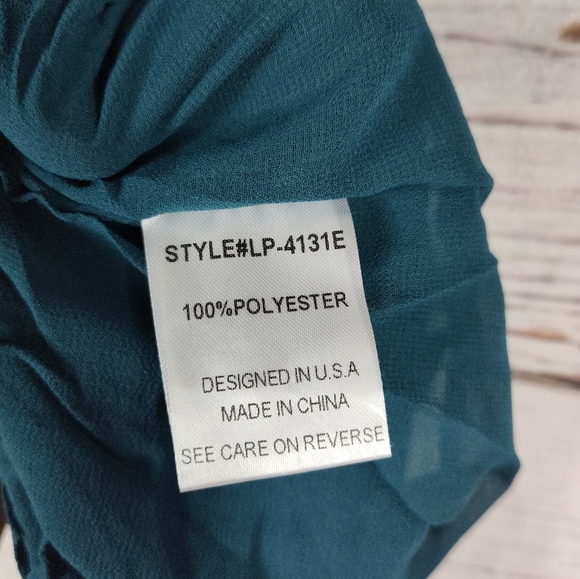 STYLE#LP-4131E
100%POLYESTER
DESIGNED IN U.S.A
MADE IN CHINA
SEE CARE ON REVERSE